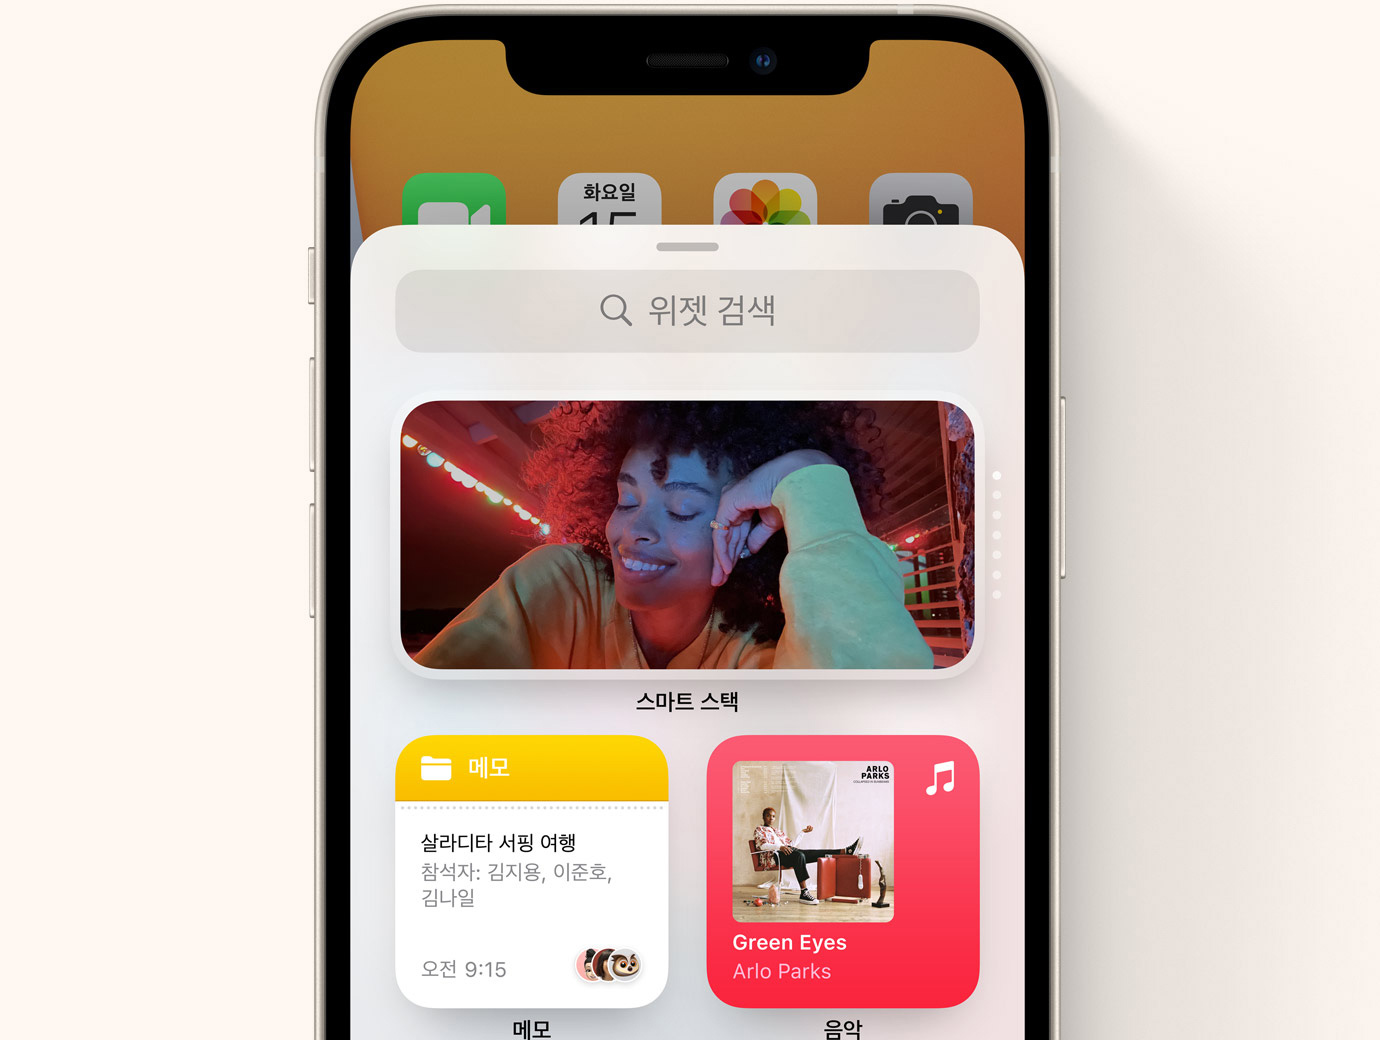 화요일
15
위젯 검색
스마트 스택
메모
살라디타 서핑 여행
참석자: 김지용, 이준호,
김나일
오전 9:15
메모
ARLO
PARKS
Green Eyes
Arlo Parks
음악